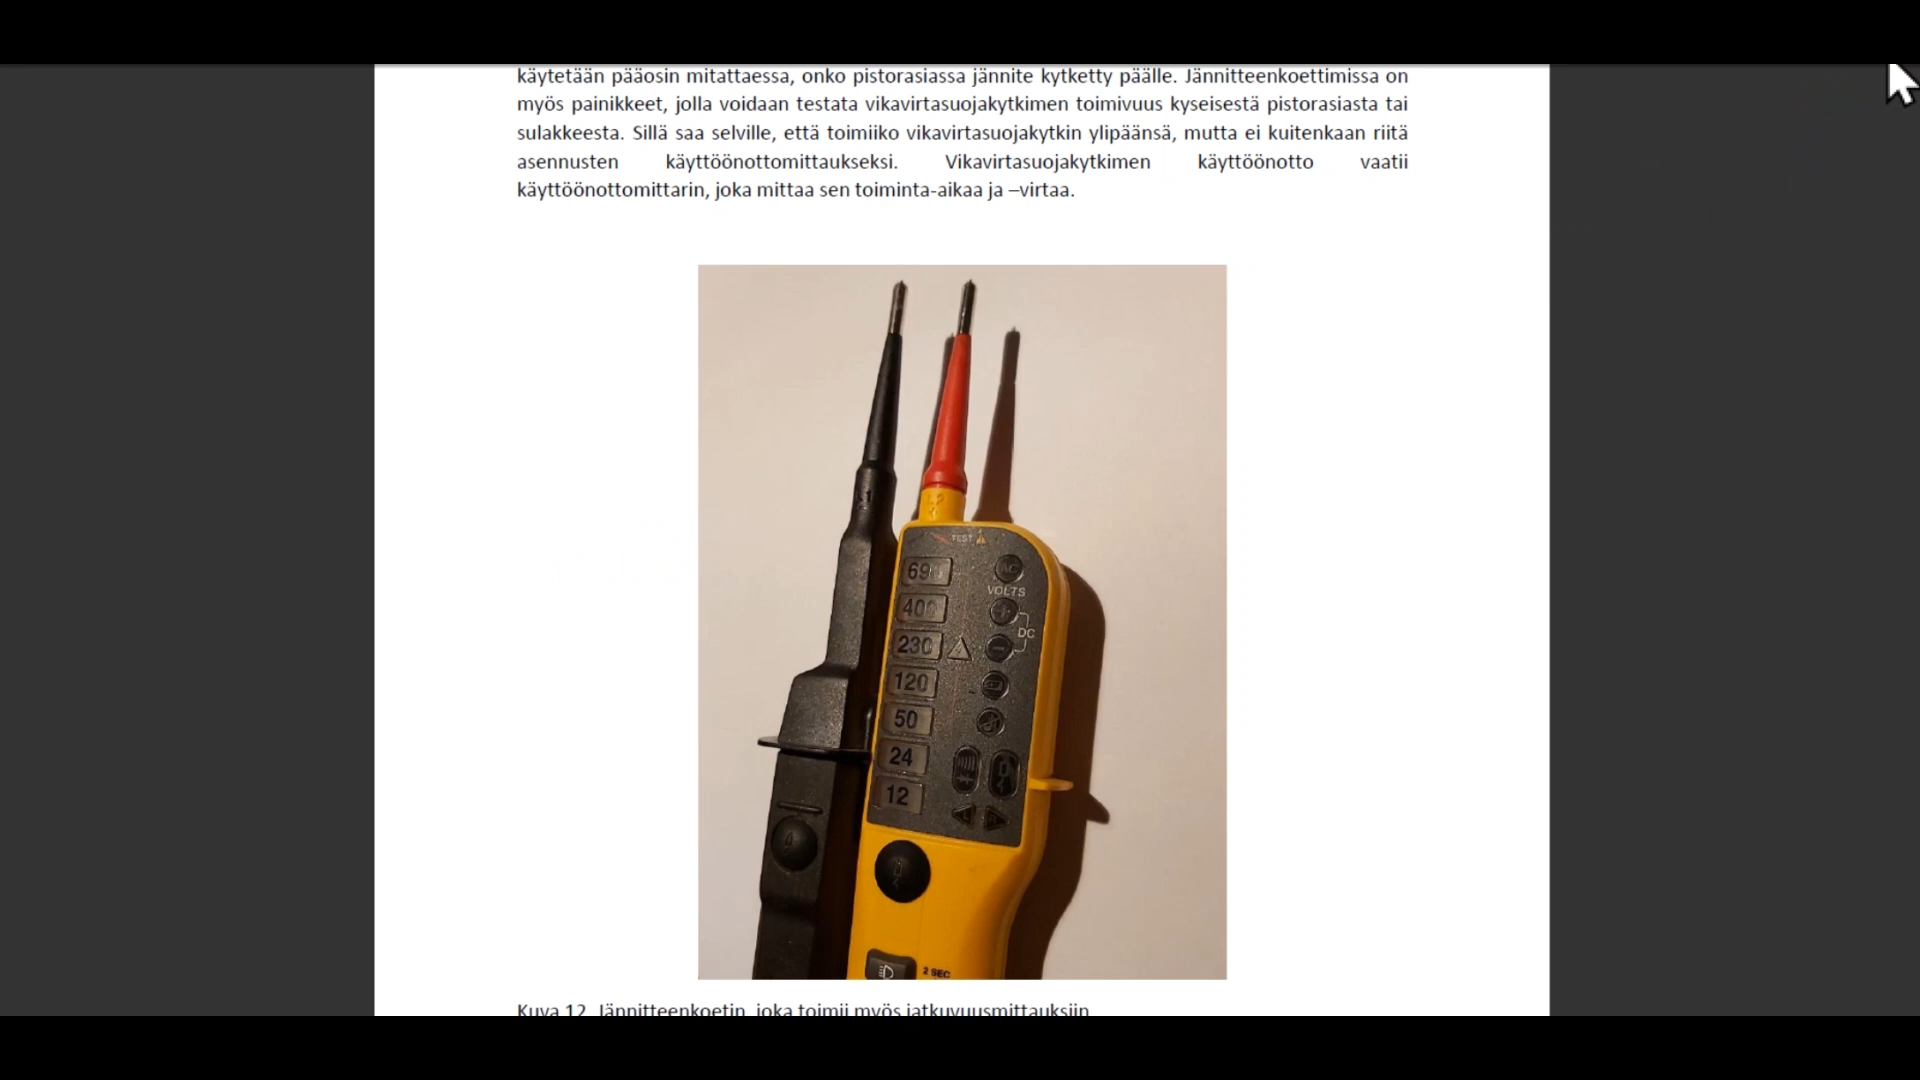 käytetään pääosin mitattaessa, onko pistorasiassa jännite kytketty päälle. Jännitteenkoettimissa on
myös painikkeet, jolla voidaan testata vikavirtasuojakytkimen toimivuus kyseisestä pistorasiasta tai
sulakkeesta. Sillä saa selville, että toimiiko vikavirtasuojakytkin ylipäänsä, mutta ei kuitenkaan riitä
asennusten käyttöönottomittaukseksi. Vikavirtasuojakytkimen käyttöönotto vaatii
käyttöönottomittarin, joka mittaa sen toiminta-aikaa ja –virtaa.
L1
L2
TEST
690
AC
VOLTS
400
+
DC
230
-
120
50
24
12
2 SEC
Kuva 12. Jännitteenkoetin, joka toimii myös jatkuvuusmittauksiin